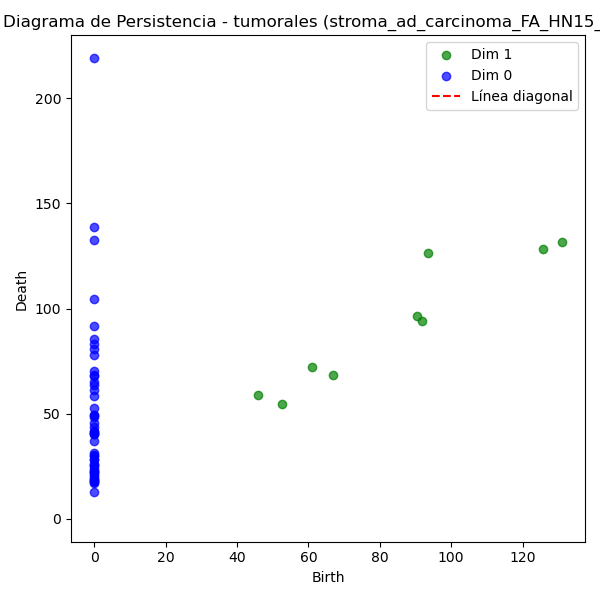 Diagrama de Persistencia - tumorales (stroma_ad_carcinoma_FA_HN15_
Dim 1
Dim 0
Línea diagonal
200
150
100
50
0
Death
0 20 40 60 80 100 120
Birth